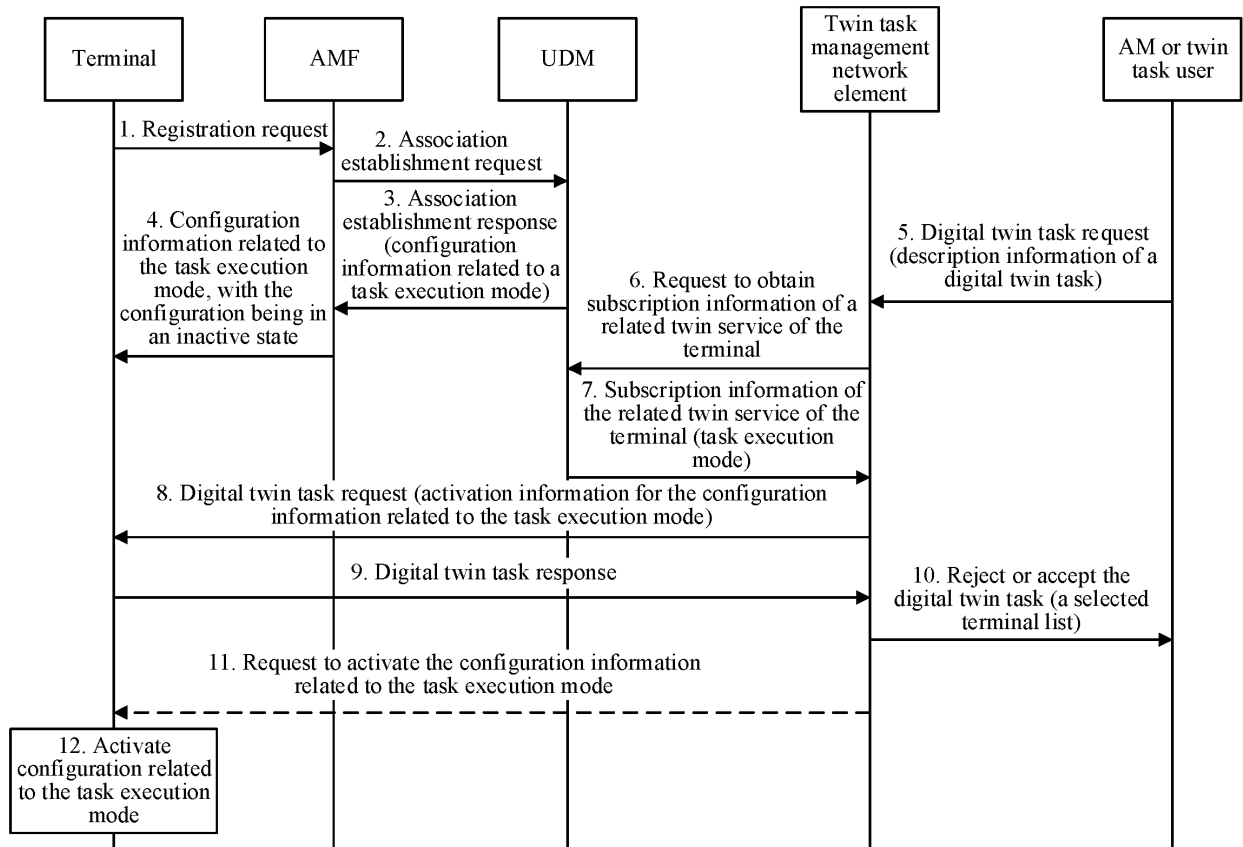 Terminal
AMF
UDM
Twin task
management
network
element
AM or twin
task user
1. Registration request
2. Association
establishment request
3. Association
establishment response
(configuration
information related to a
task execution mode)
4. Configuration
information related to
the task execution
mode, with the
configuration being in
an inactive state
5. Digital twin task request
(description information of a
digital twin task)
6. Request to obtain
subscription information of a
related twin service of the
terminal
7. Subscription information of
the related twin service of the
terminal (task execution
mode)
8. Digital twin task request (activation information for the configuration
information related to the task execution mode)
9. Digital twin task response
10. Reject or accept the
digital twin task (a selected
terminal list)
11. Request to activate the configuration information
related to the task execution mode
12. Activate
configuration related
to the task execution
mode